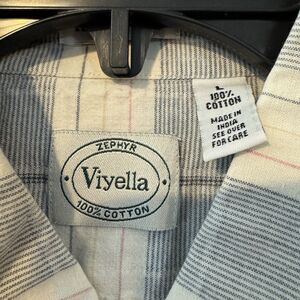 L
100%
COTTON
MADE IN
INDIA
SEE OVER
FOR CARE
ZEPHYR
Viyella
100% COTTON